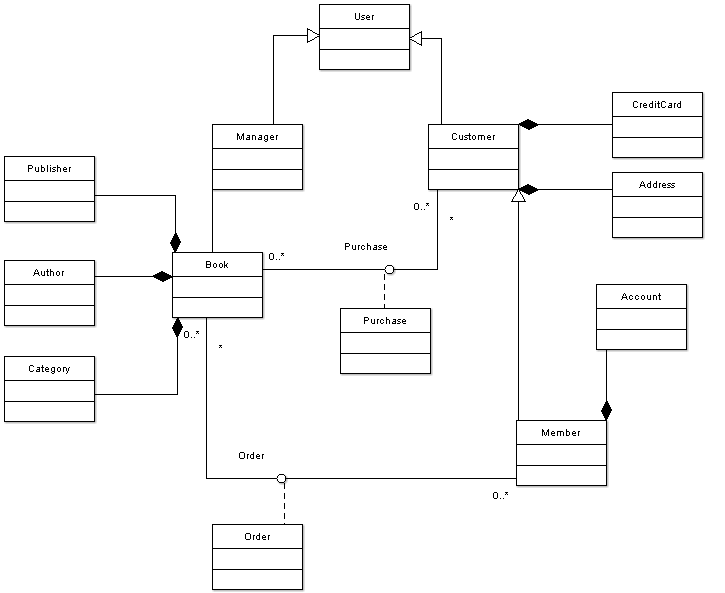 User
CreditCard
Manager
Customer
Publisher
Address
0..*
*
Purchase
0..*
Book
Author
Account
Purchase
0..*
*
Category
Member
Order
0..*
Order